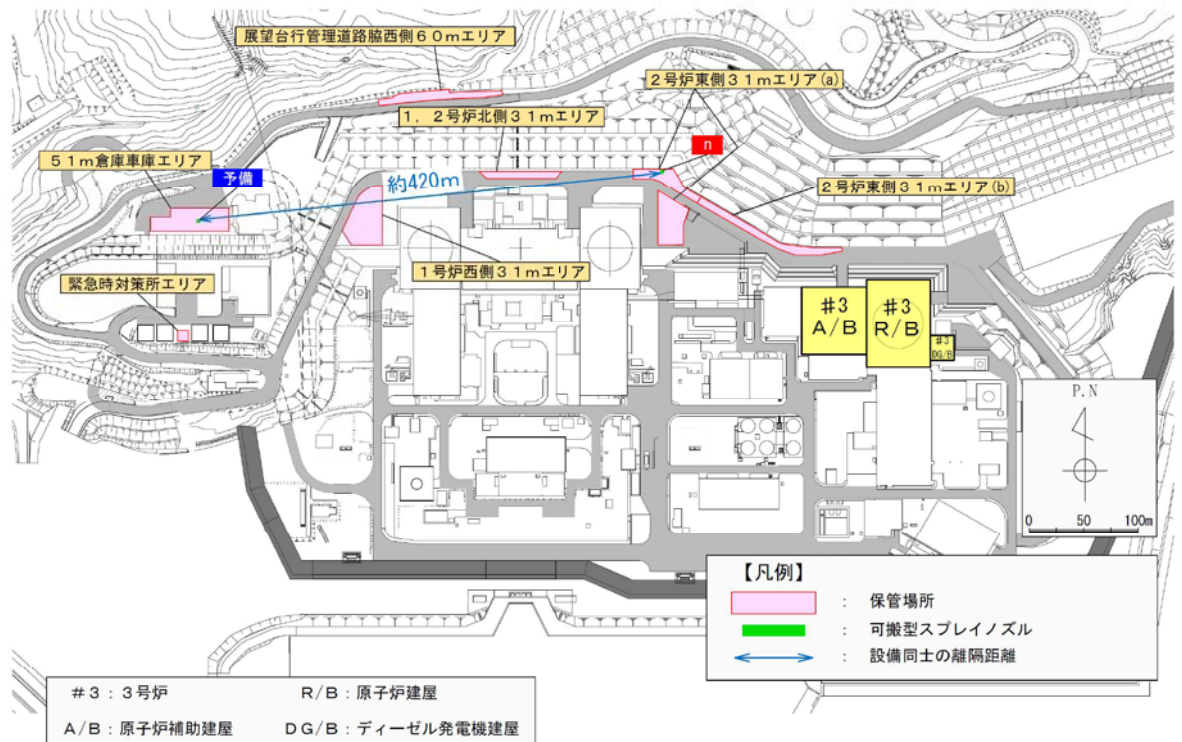 展望台行管理道路脇西側60mエリア
2号炉東側31mエリア(a)
1,2号炉北側31mエリア
n
51m倉庫車庫エリア
予備
約420m
2号炉東側31mエリア(b)
1号炉西側31mエリア
緊急時対策所エリア
#3
A/B
#3
R/B
#3
DG/B
P.N
0 50 100m
【凡例】
: 保管場所
: 可搬型スプレイノズル
: 設備同士の離隔距離
#3:3号炉 R/B:原子炉建屋
A/B:原子炉補助建屋 DG/B:ディーゼル発電機建屋